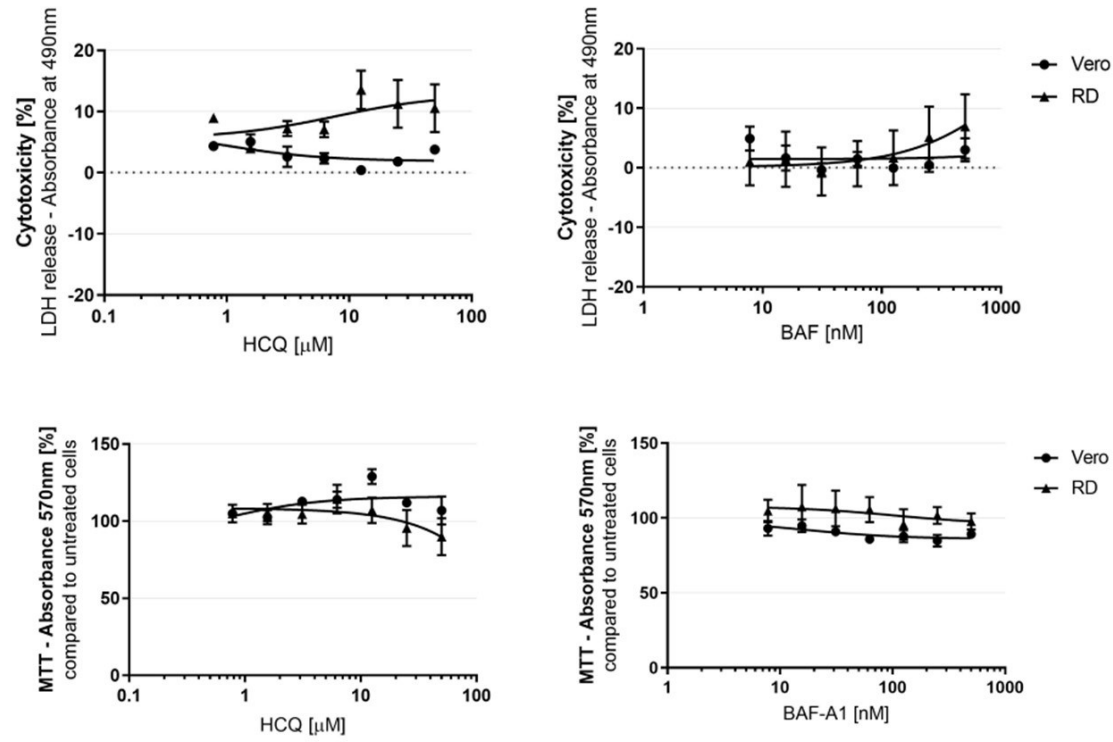 Cytotoxicity [%]
LDH release - Absorbance at 490nm
20
10
0
-10
-20
0.1
1
10
100
HCQ [μM]
Cytotoxicity [%]
LDH release - Absorbance at 490nm
20
10
0
-10
-20
1
10
100
1000
BAF [nM]
Vero
RD
MTT - Absorbance 570nm [%]
compared to untreated cells
150
100
50
0
0.1
1
10
100
HCQ [μM]
MTT - Absorbance 570nm [%]
compared to untreated cells
150
100
50
0
1
10
100
1000
BAF-A1 [nM]
Vero
RD